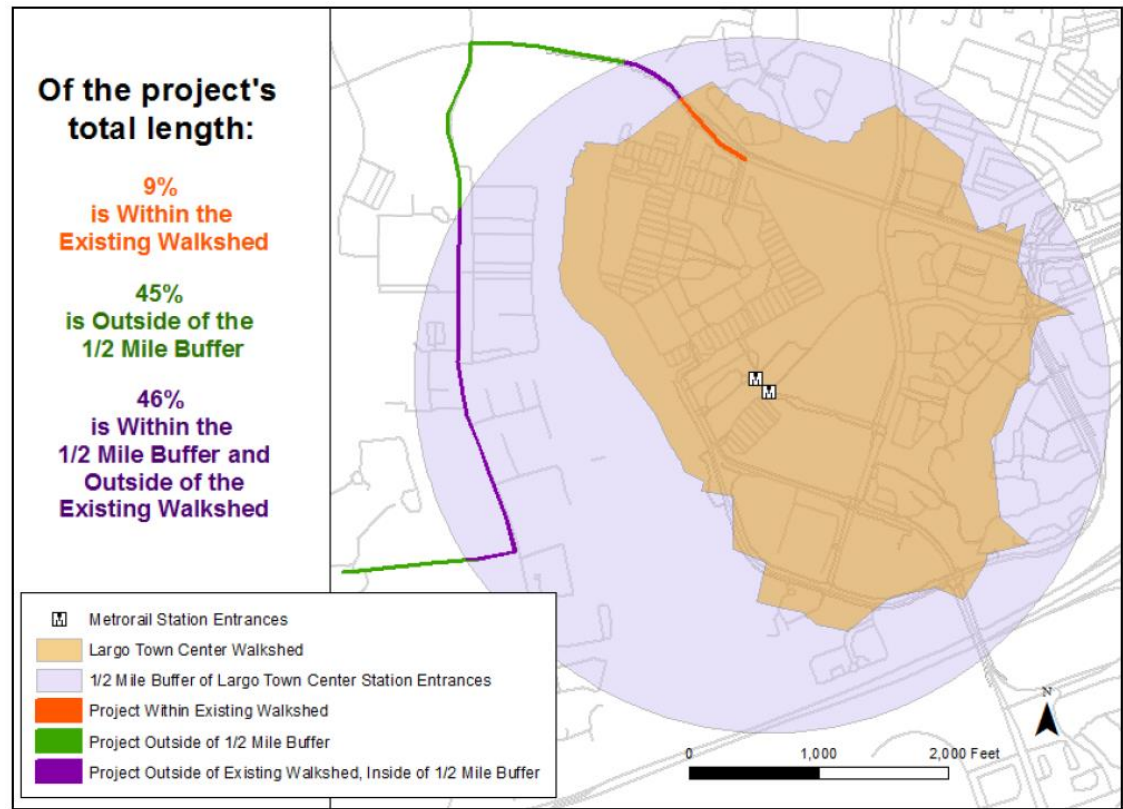 Of the project's
total length:
9%
is Within the
Existing Walkshed
45%
is Outside of the
1/2 Mile Buffer
46%
is Within the
1/2 Mile Buffer and
Outside of the
Existing Walkshed
M Metrorail Station Entrances
Largo Town Center Walkshed
1/2 Mile Buffer of Largo Town Center Station Entrances
Project Within Existing Walkshed
Project Outside of 1/2 Mile Buffer
Project Outside of Existing Walkshed, Inside of 1/2 Mile Buffer
M
M
N
0 1,000 2,000 Feet